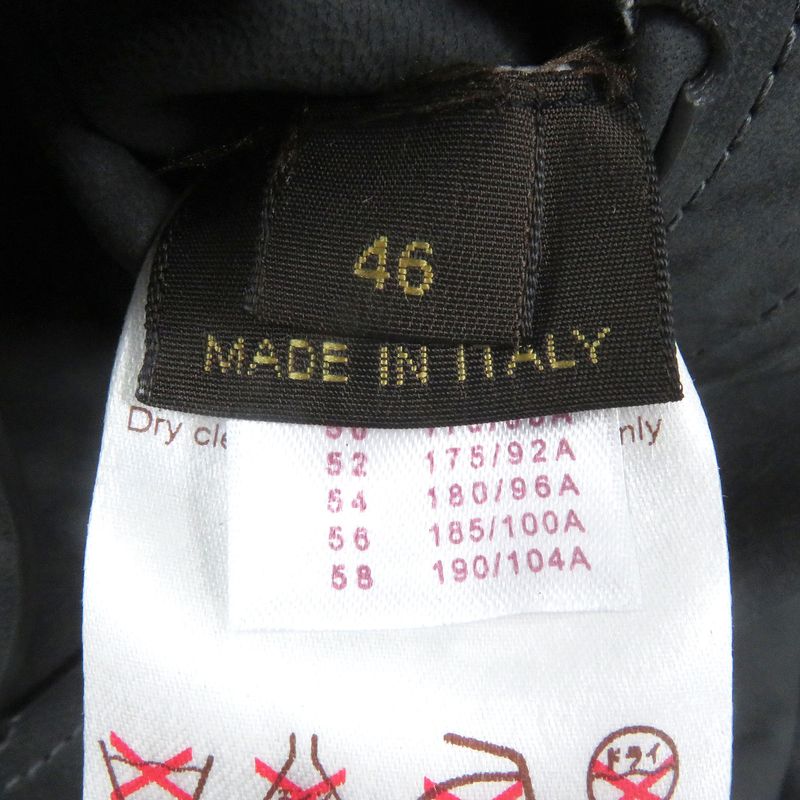 46
MADE IN ITALY
Dry cle nly
52 175/92A
54 180/96A
56 185/100A
58 190/104A
ドライ